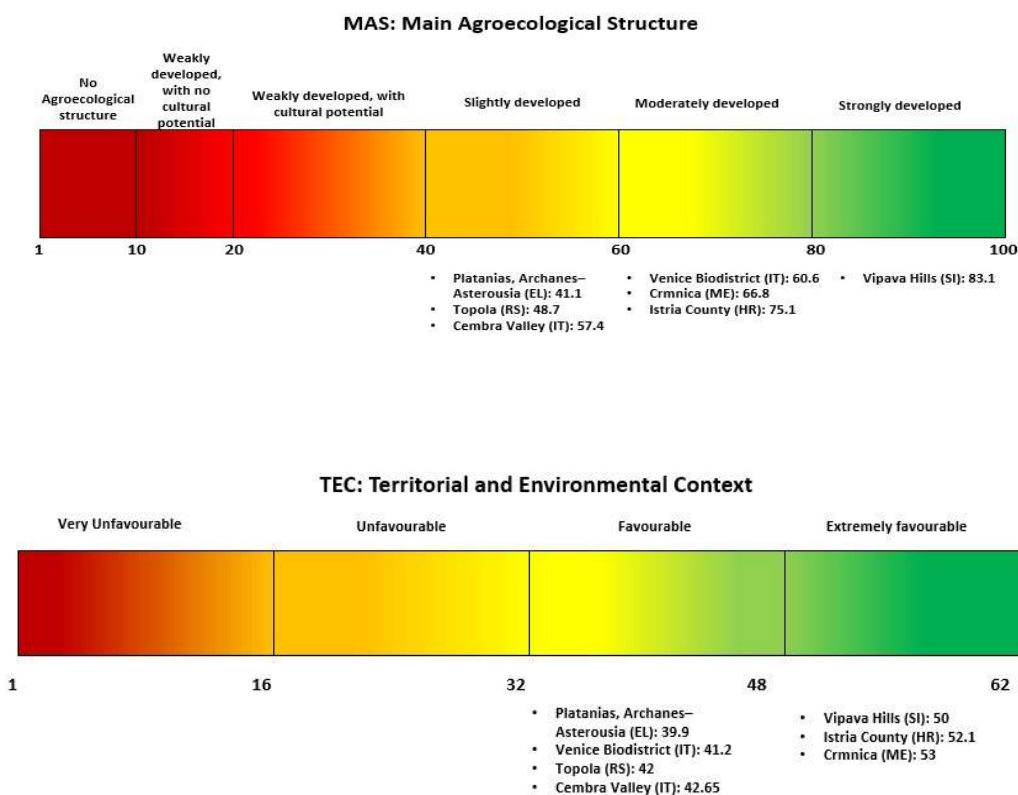 MAS: Main Agroecological Structure
No
Agroecological
structure
Weakly
developed,
with no
cultural
potential
Weakly developed, with
cultural potential
Slightly developed
Moderately developed
Strongly developed
1
10
20
40
60
80
100
• Platanias, Archanes–
Asterousia (EL): 41.1
• Topola (RS): 48.7
• Cembra Valley (IT): 57.4
• Venice Biodistrict (IT): 60.6
• Crmnica (ME): 66.8
• Istria County (HR): 75.1
• Vipava Hills (SI): 83.1
TEC: Territorial and Environmental Context
Very Unfavourable
Unfavourable
Favourable
Extremely favourable
1
16
32
48
62
• Platanias, Archanes–
Asterousia (EL): 39.9
• Venice Biodistrict (IT): 41.2
• Topola (RS): 42
• Cembra Valley (IT): 42.65
• Vipava Hills (SI): 50
• Istria County (HR): 52.1
• Crmnica (ME): 53